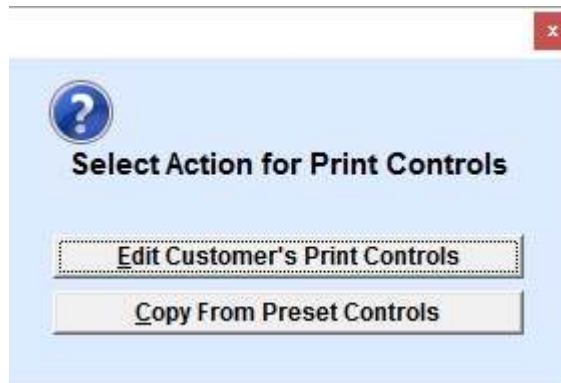 x
?
Select Action for Print Controls
Edit Customer's Print Controls
Copy From Preset Controls